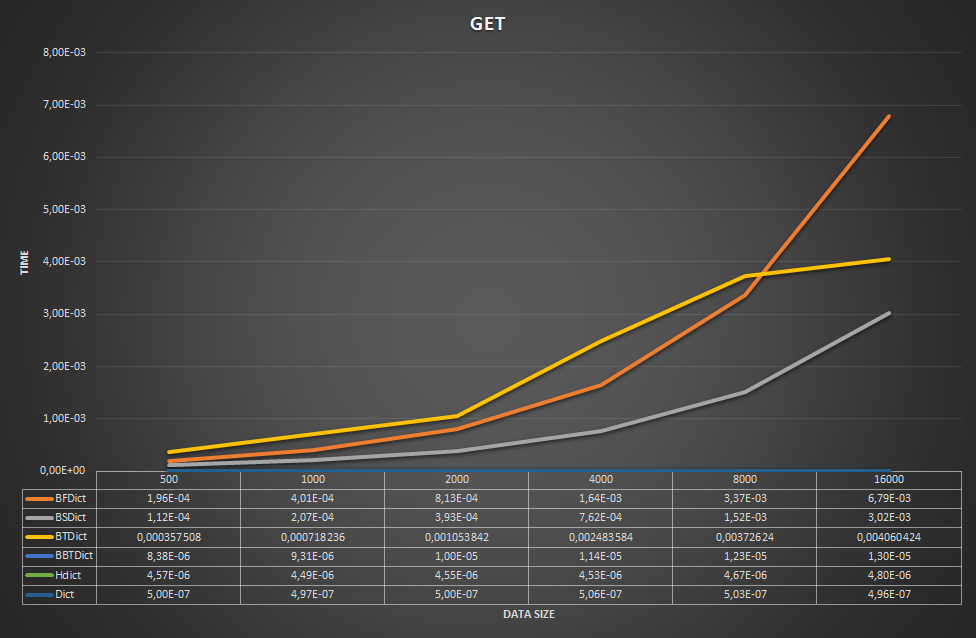 GET
8,00E-03
7,00E-03
6,00E-03
5,00E-03
4,00E-03
3,00E-03
2,00E-03
1,00E-03
0,00E+00
TIME
500 1000 2000 4000 8000 16000
BFDict 1,96E-04 4,01E-04 8,13E-04 1,64E-03 3,37E-03 6,79E-03
BSDict 1,12E-04 2,07E-04 3,93E-04 7,62E-04 1,52E-03 3,02E-03
BTDict 0,000357508 0,000718236 0,001053842 0,002483584 0,00372624 0,004060424
BBTDict 8,38E-06 9,31E-06 1,00E-05 1,14E-05 1,23E-05 1,30E-05
Hdict 4,57E-06 4,49E-06 4,55E-06 4,53E-06 4,67E-06 4,80E-06
Dict 5,00E-07 4,97E-07 5,00E-07 5,06E-07 5,03E-07 4,96E-07
DATA SIZE